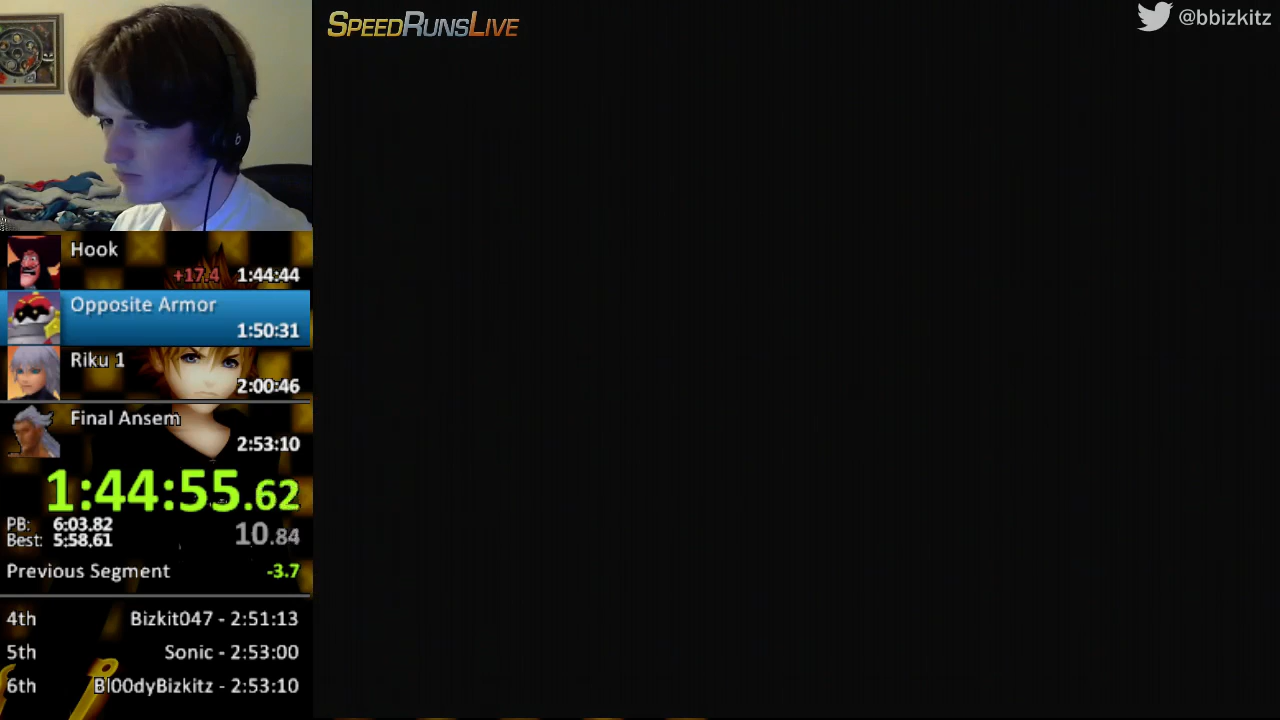 SPEEDRUNSLIVE
@bbizkitz
Hook
+17.4 1:44:44
Opposite Armor
1:50:31
Riku 1
2:00:46
Final Ansem
2:53:10
1:44:55.62
PB: 6:03.82
Best: 5:58.61
10.84
Previous Segment -3.7
4th Bizkit047 - 2:51:13
5th Sonic - 2:53:00
6th Bl00dyBizkitz - 2:53:10